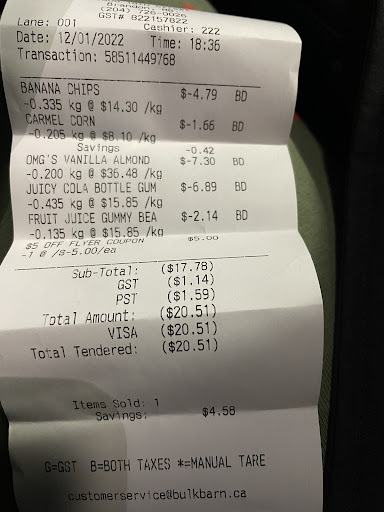 (204) 726-0026
GST# 822157822
Lane: 001 Cashier: 222
Date: 12/01/2022 Time: 18:36
Transaction: 58511449768
BANANA CHIPS $-4.79 BD
-0.335 kg @ $14.30 /kg
CARMEL CORN $-1.66 BD
-0.205 kg @ $8.10 /kg
Savings -0.42
OMG'S VANILLA ALMOND $-7.30 BD
-0.200 kg @ $36.48 /kg
JUICY COLA BOTTLE GUM $-6.89 BD
-0.435 kg @ $15.85 /kg
FRUIT JUICE GUMMY BEA $-2.14 BD
-0.135 kg @ $15.85 /kg
$5 OFF FLYER COUPON $5.00
-1 @ /$-5.00/ea
Sub-Total: ($17.78)
GST ($1.14)
PST ($1.59)
Total Amount: ($20.51)
VISA ($20.51)
Total Tendered: ($20.51)
Items Sold: 1
Savings: $4.58
G=GST B=BOTH TAXES *=MANUAL TARE
customerservice@bulkbarn.ca